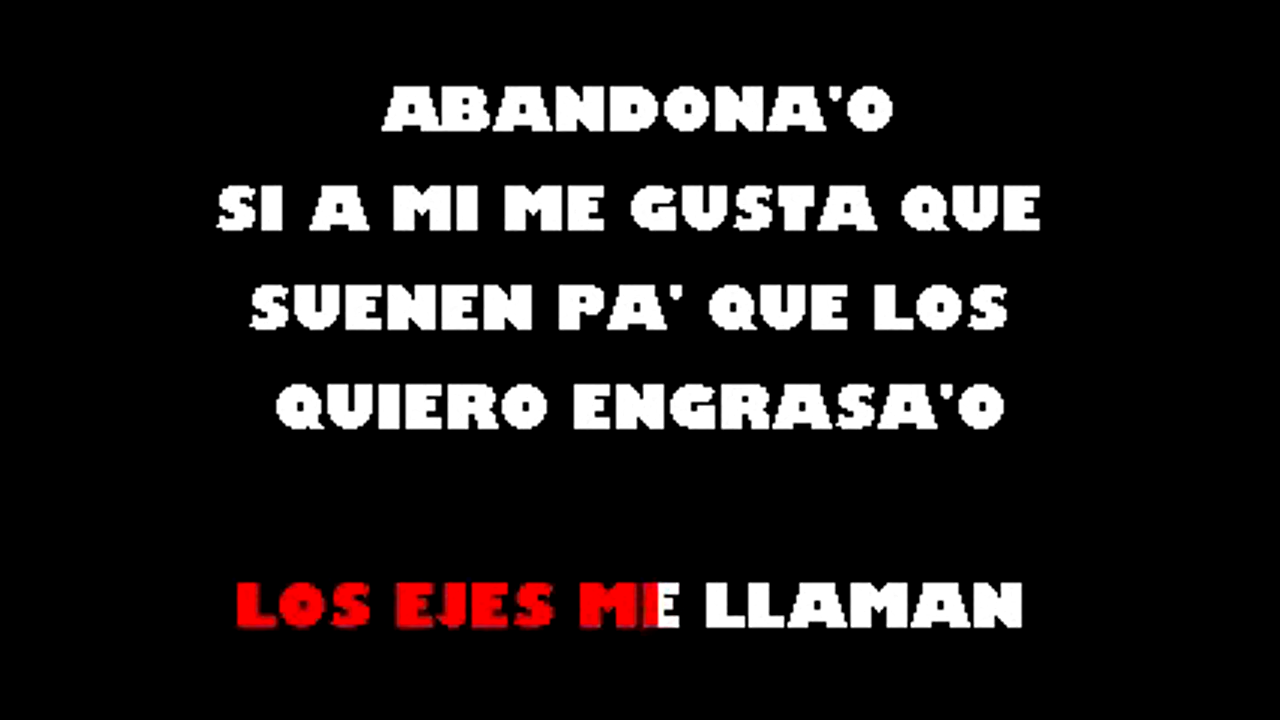 ABANDONA'O
SI A MI ME GUSTA QUE
SUENEN PA' QUE LOS
QUIERO ENGRASA'O
LOS EJES ME LLAMAN